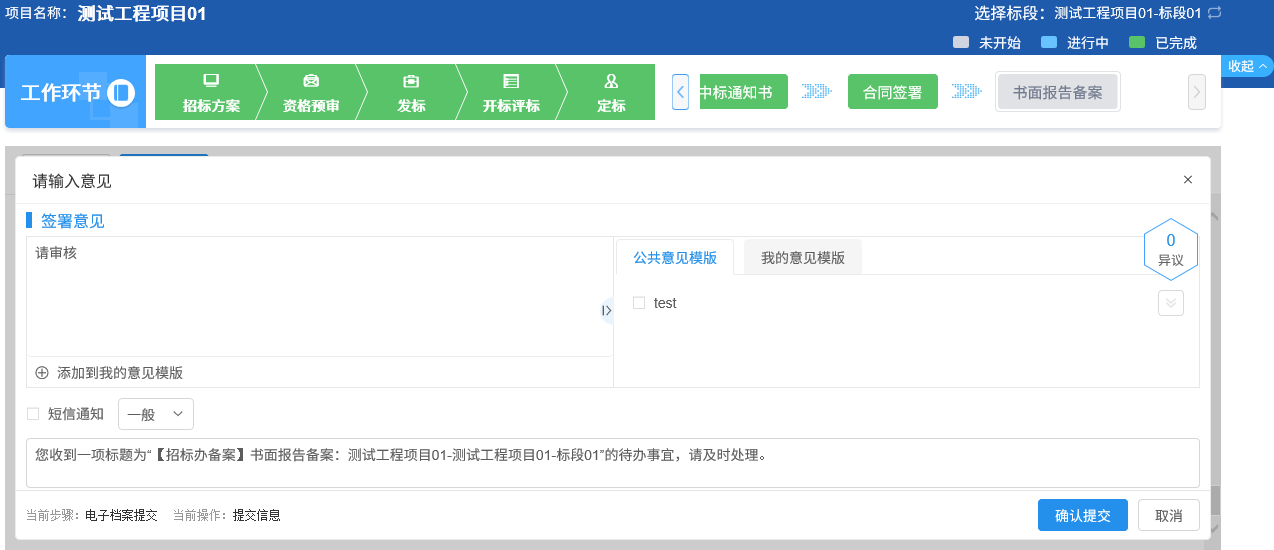 项目名称： 测试工程项目01
选择标段：测试工程项目01-标段01
未开始 进行中 已完成
收起
工作环节
招标方案 资格预审 发标 开标评标 定标
中标通知书 合同签署 书面报告备案
请输入意见
签署意见
请审核
公共意见模版 我的意见模版
0
异议
test
添加到我的意见模版
短信通知 一般
您收到一项标题为“【招标办备案】书面报告备案：测试工程项目01-测试工程项目01-标段01”的待办事宜，请及时处理。
当前步骤：电子档案提交 当前操作：提交信息
确认提交 取消